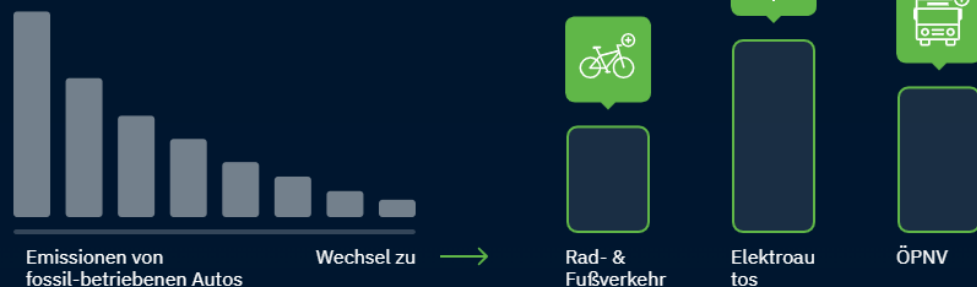 Emissionen von
fossil-betriebenen Autos
Wechsel zu
Rad- &
Fußverkehr
Elektroau
tos
ÖPNV